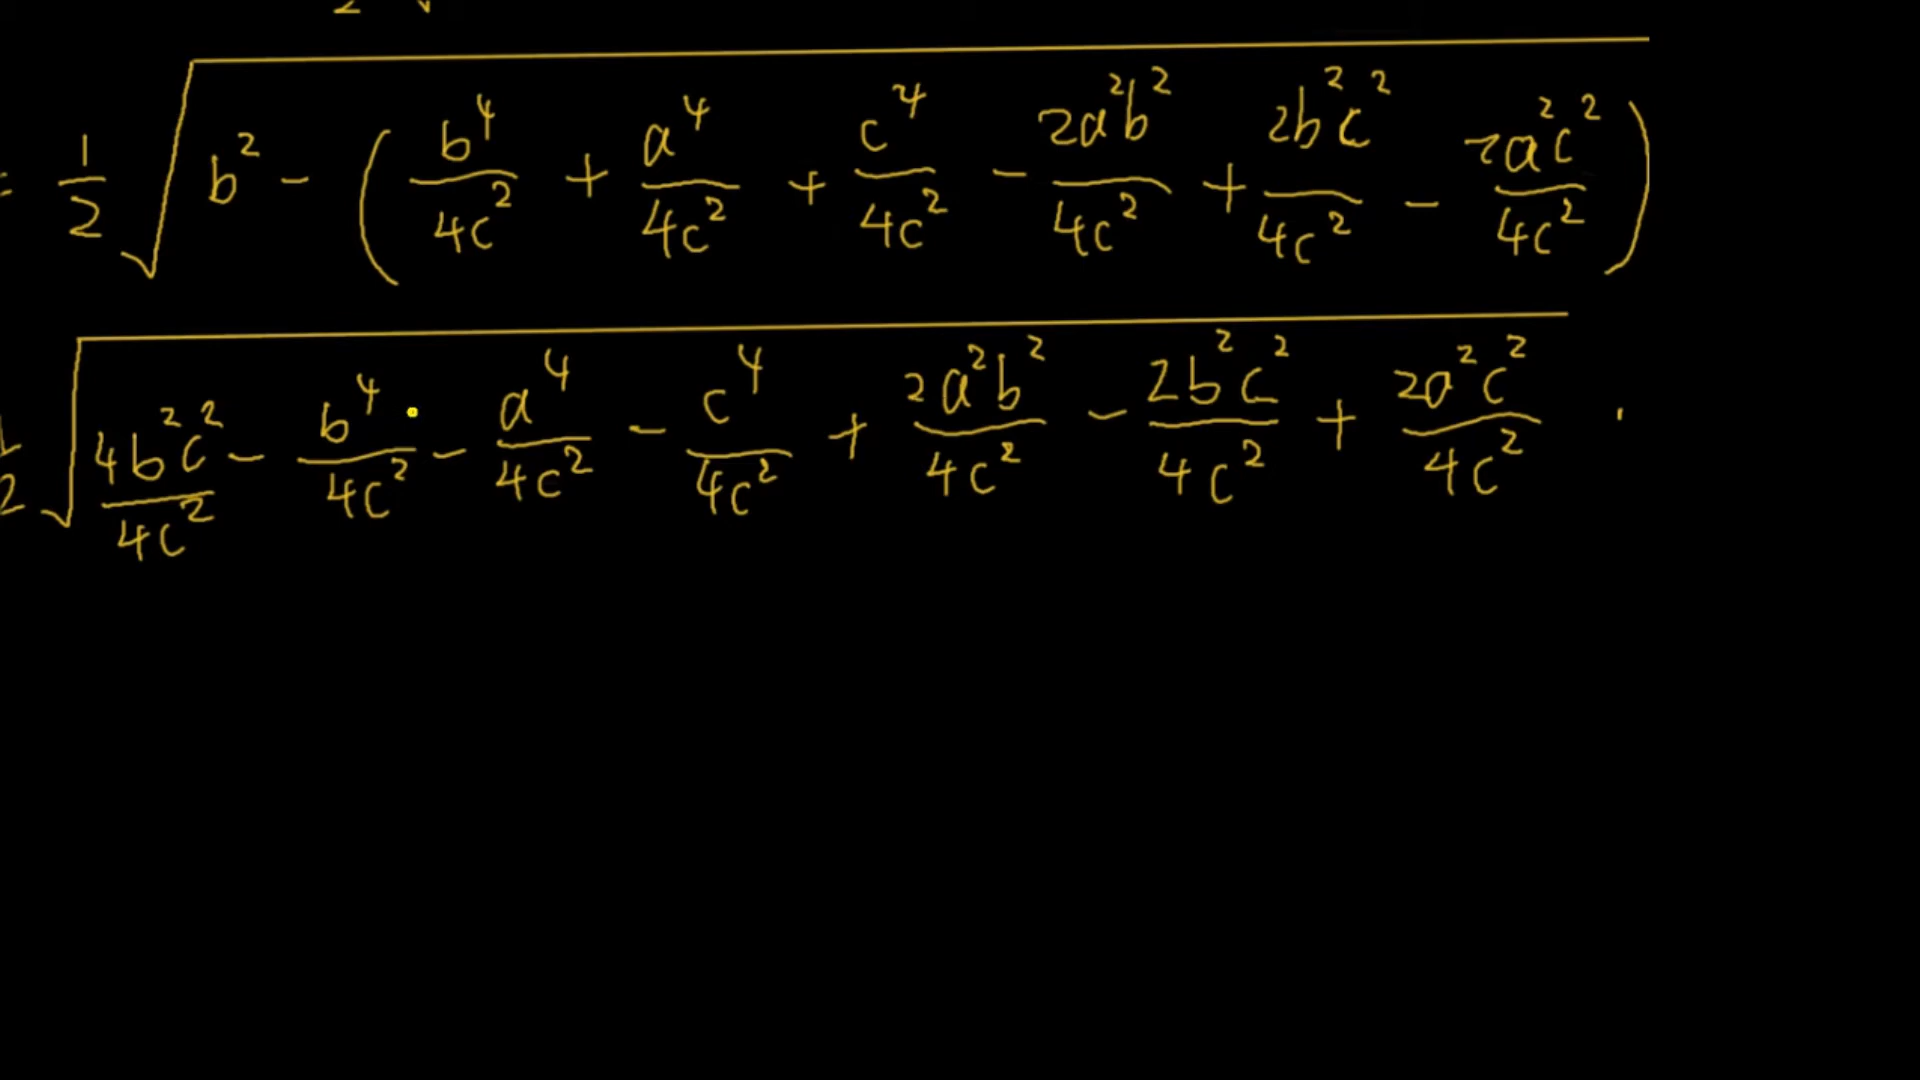 2 √
= 1/2 √(b² - (b⁴/4c² + a⁴/4c² + c⁴/4c² - 2a²b²/4c² + 2b²c²/4c² - 2a²c²/4c²))
1/2 √(4b²c²/4c² - b⁴/4c² - a⁴/4c² - c⁴/4c² + 2a²b²/4c² - 2b²c²/4c² + 2a²c²/4c²)